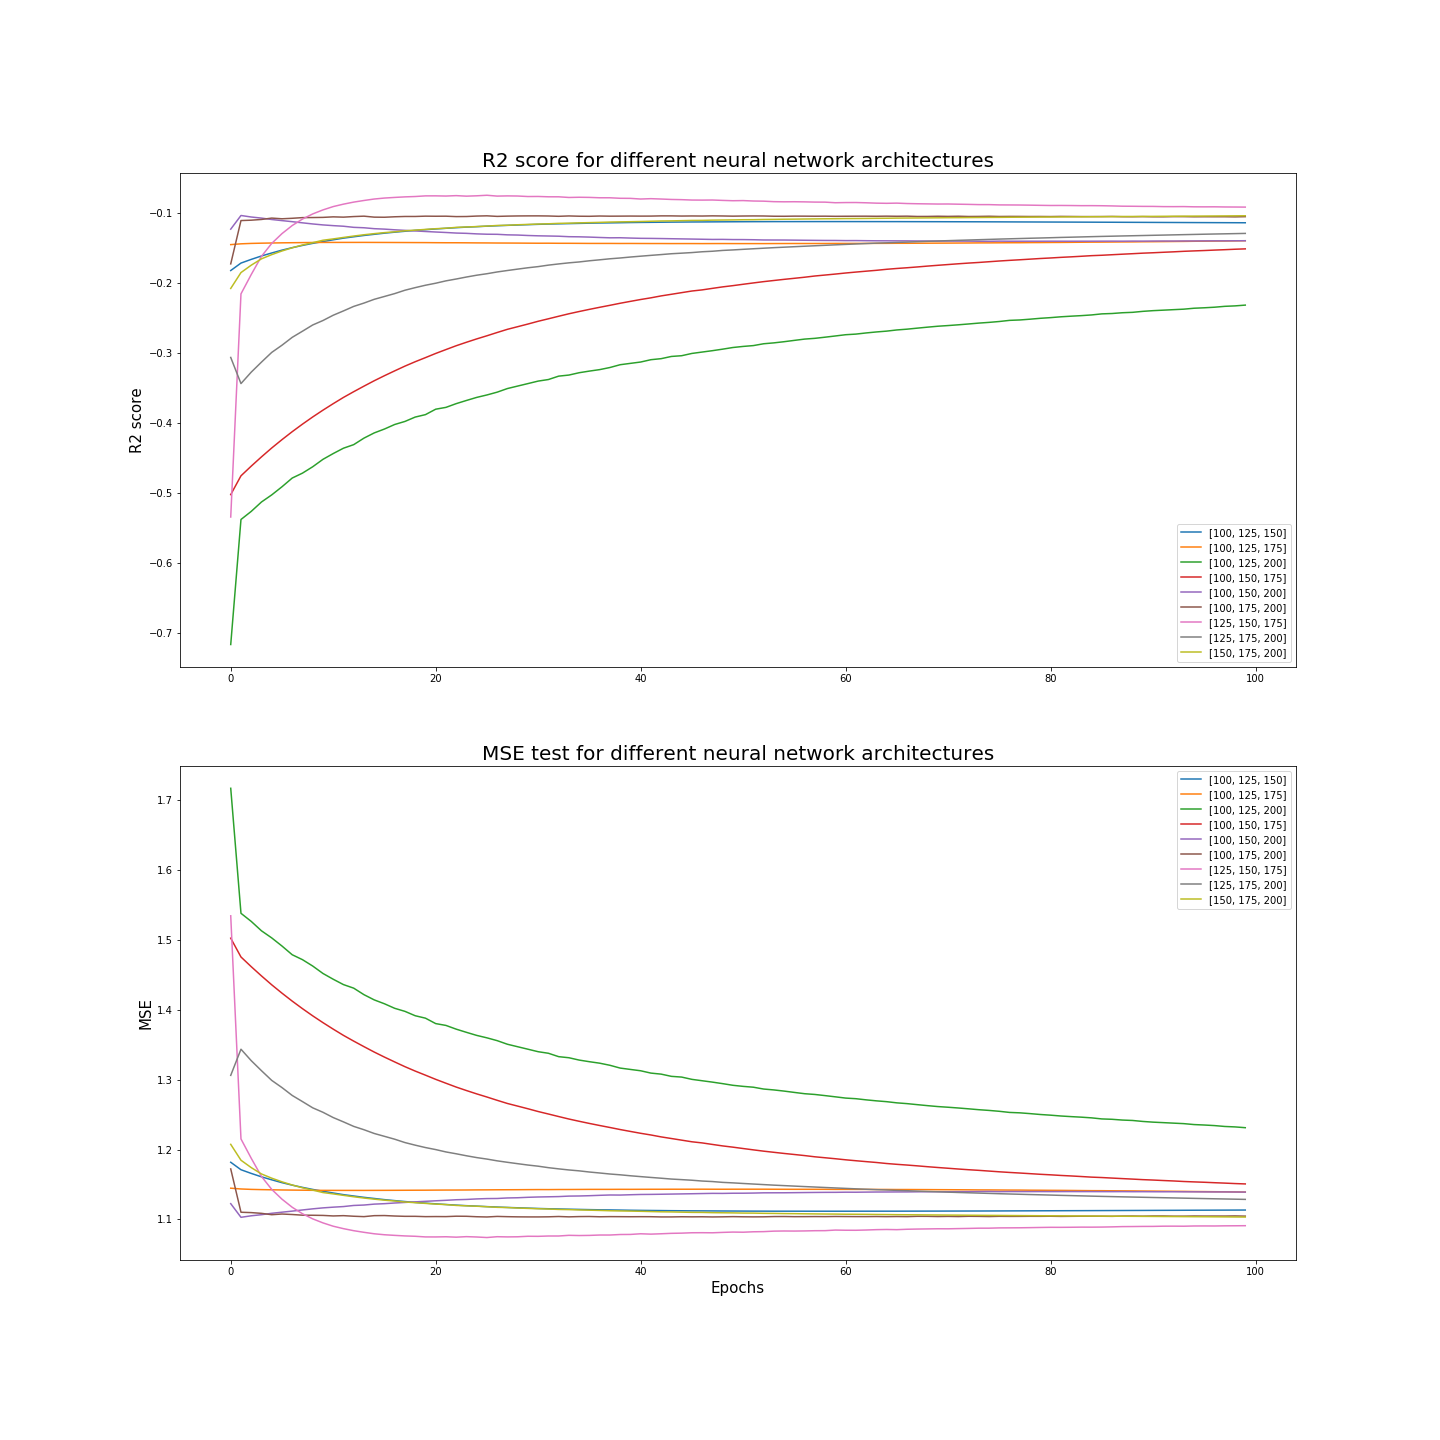 R2 score for different neural network architectures
R2 score
−0.1
−0.2
−0.3
−0.4
−0.5
−0.6
−0.7
0 20 40 60 80 100
[100, 125, 150]
[100, 125, 175]
[100, 125, 200]
[100, 150, 175]
[100, 150, 200]
[100, 175, 200]
[125, 150, 175]
[125, 175, 200]
[150, 175, 200]
MSE test for different neural network architectures
MSE
1.7
1.6
1.5
1.4
1.3
1.2
1.1
[100, 125, 150]
[100, 125, 175]
[100, 125, 200]
[100, 150, 175]
[100, 150, 200]
[100, 175, 200]
[125, 150, 175]
[125, 175, 200]
[150, 175, 200]
0 20 40 60 80 100
Epochs